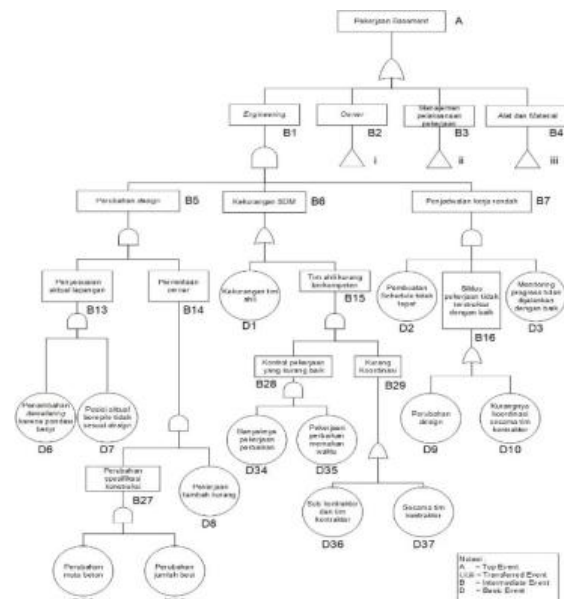 Pekerjaan Basement
A
Engineering
B1
Owner
B2
Manajemen
pelaksanaan
pekerjaan
B3
Alat dan Material
B4
i
ii
iii
Perubahan design
B5
Kekurangan SDM
B6
Penjadwalan kerja rendah
B7
Penyesuaian
aktual lapangan
B13
Permintaan
owner
B14
Kekurangan tim
ahli
D1
Tim ahli kurang
berkompeten
B15
Pembuatan
Schedule tidak
tepat
D2
Siklus
pekerjaan tidak
terstruktur
dengan baik
B16
Monitoring
progress tidak
dijalankan
dengan baik
D3
Penambahan
dewatering
karena pondasi
banjir
D6
Posisi aktual
borepile tidak
sesuai design
D7
Kontrol pekerjaan
yang kurang baik
B28
Kurang
Koordinasi
B29
Perubahan
design
D9
Kurangnya
koordinasi
sesama tim
kontraktor
D10
Banyaknya
pekerjaan
perbaikan
D34
Pekerjaan
perbaikan
memakan
waktu
D35
Perubahan
spesifikasi
konstruksi
B27
Pekerjaan
tambah kurang
D8
Sub kontraktor
dan tim
kontraktor
D36
Sesama tim
kontraktor
D37
Perubahan
mutu beton
Perubahan
jumlah besi
Notasi
A = Top Event
i,ii,iii = Transferred Event
B = Intermediate Event
D = Basic Event